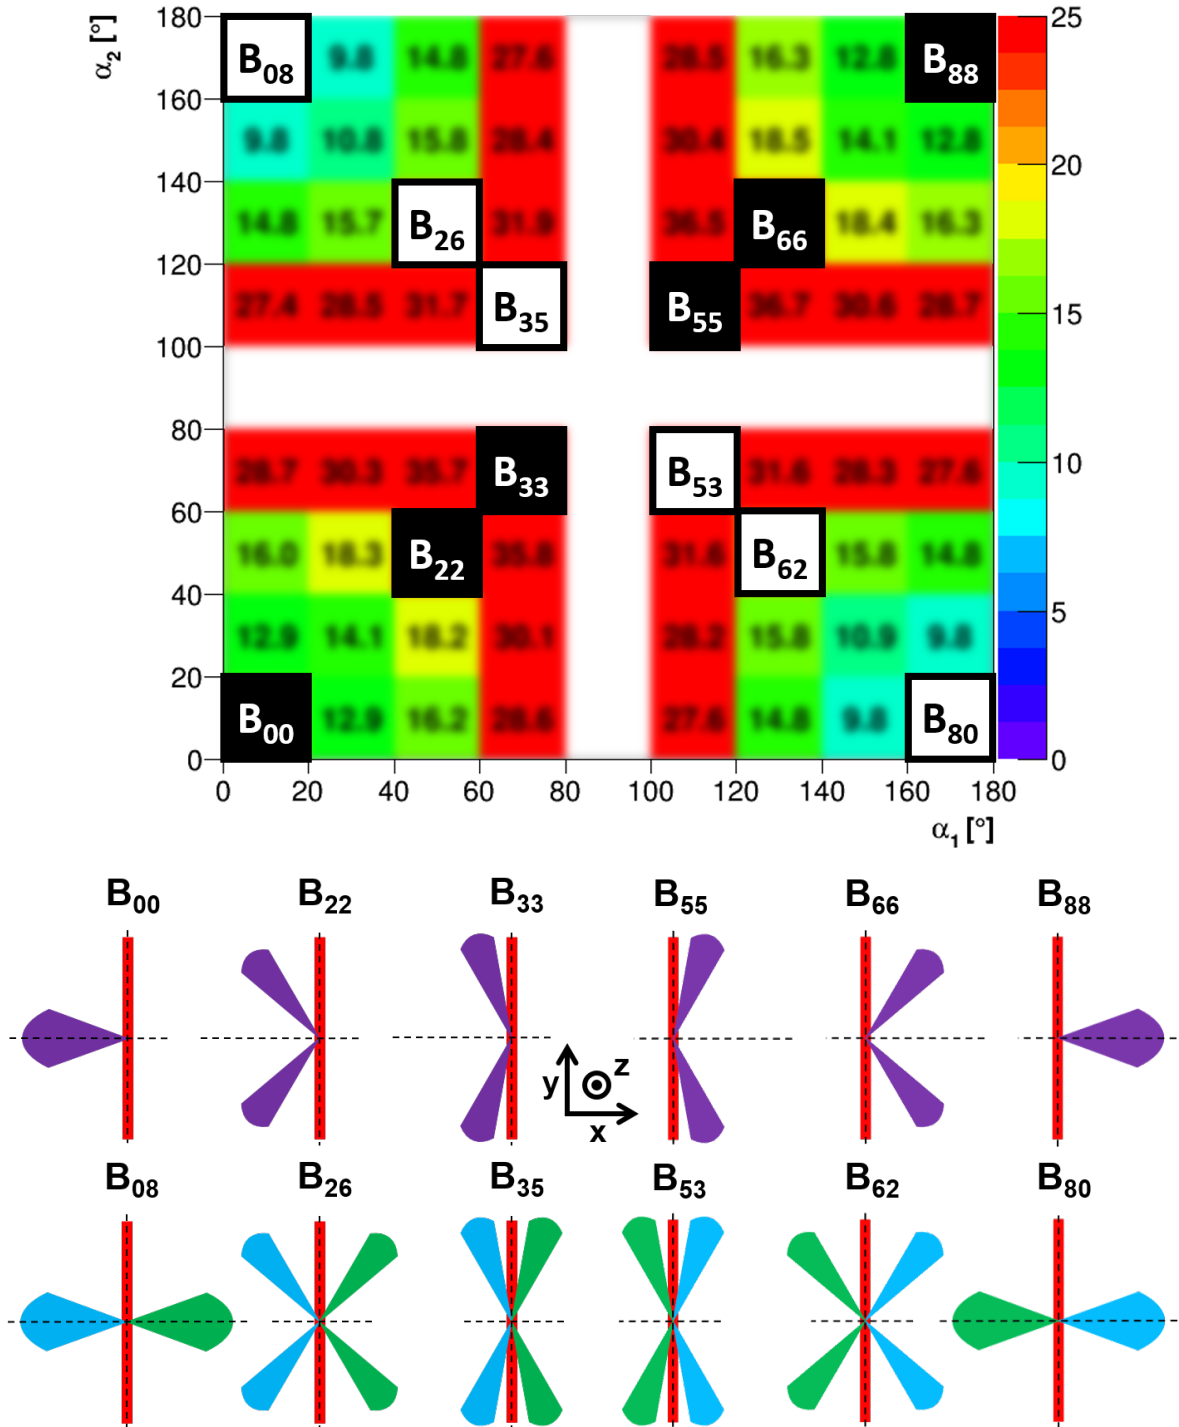 α₂ [°]
180 B₀₈ 9.8 14.8 27.6 28.5 16.3 12.8 B₈₈ 25
160
9.8 10.8 15.8 28.4 30.4 18.5 14.1 12.8
140 20
14.8 15.7 B₂₆ 31.9 36.5 B₆₆ 18.4 16.3
120
27.4 28.5 31.7 B₃₅ B₅₅ 36.7 30.6 28.7 15
100
80
28.7 30.3 35.7 B₃₃ B₅₃ 31.6 28.3 27.6 10
60
16.0 18.3 B₂₂ 35.8 31.6 B₆₂ 15.8 14.8
40
12.9 14.1 18.2 30.1 28.2 15.8 10.9 9.8 5
20
B₀₀ 12.9 16.2 28.6 27.6 14.8 9.8 B₈₀
0 0
0 20 40 60 80 100 120 140 160 180
α₁ [°]
B₀₀ B₂₂ B₃₃ B₅₅ B₆₆ B₈₈
y z
x
B₀₈ B₂₆ B₃₅ B₅₃ B₆₂ B₈₀